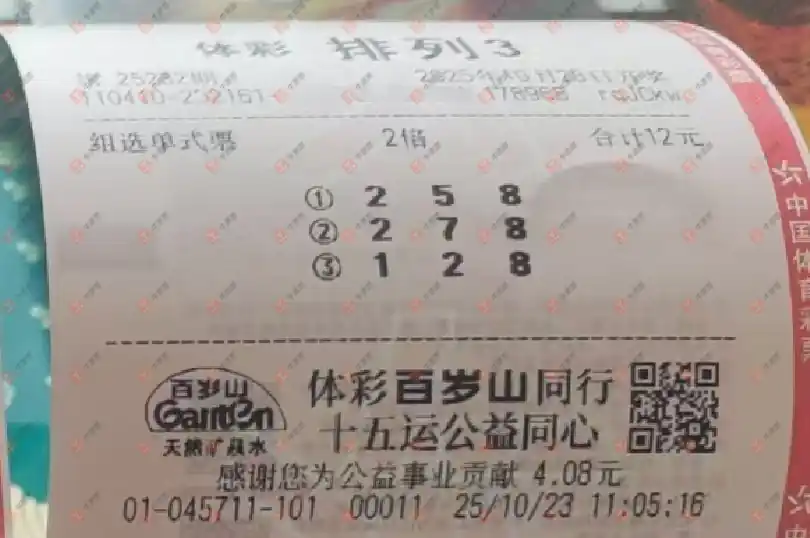 体彩 排列3
组选单式票 2倍 合计12元
① 2 5 8
② 2 7 8
③ 1 2 8
百岁山
Ganten
天然矿泉水
体彩百岁山同行
十五运公益同心
感谢您为公益事业贡献 4.08元
01-045711-101 00011 25/10/23 11:05:16
中国体育彩票